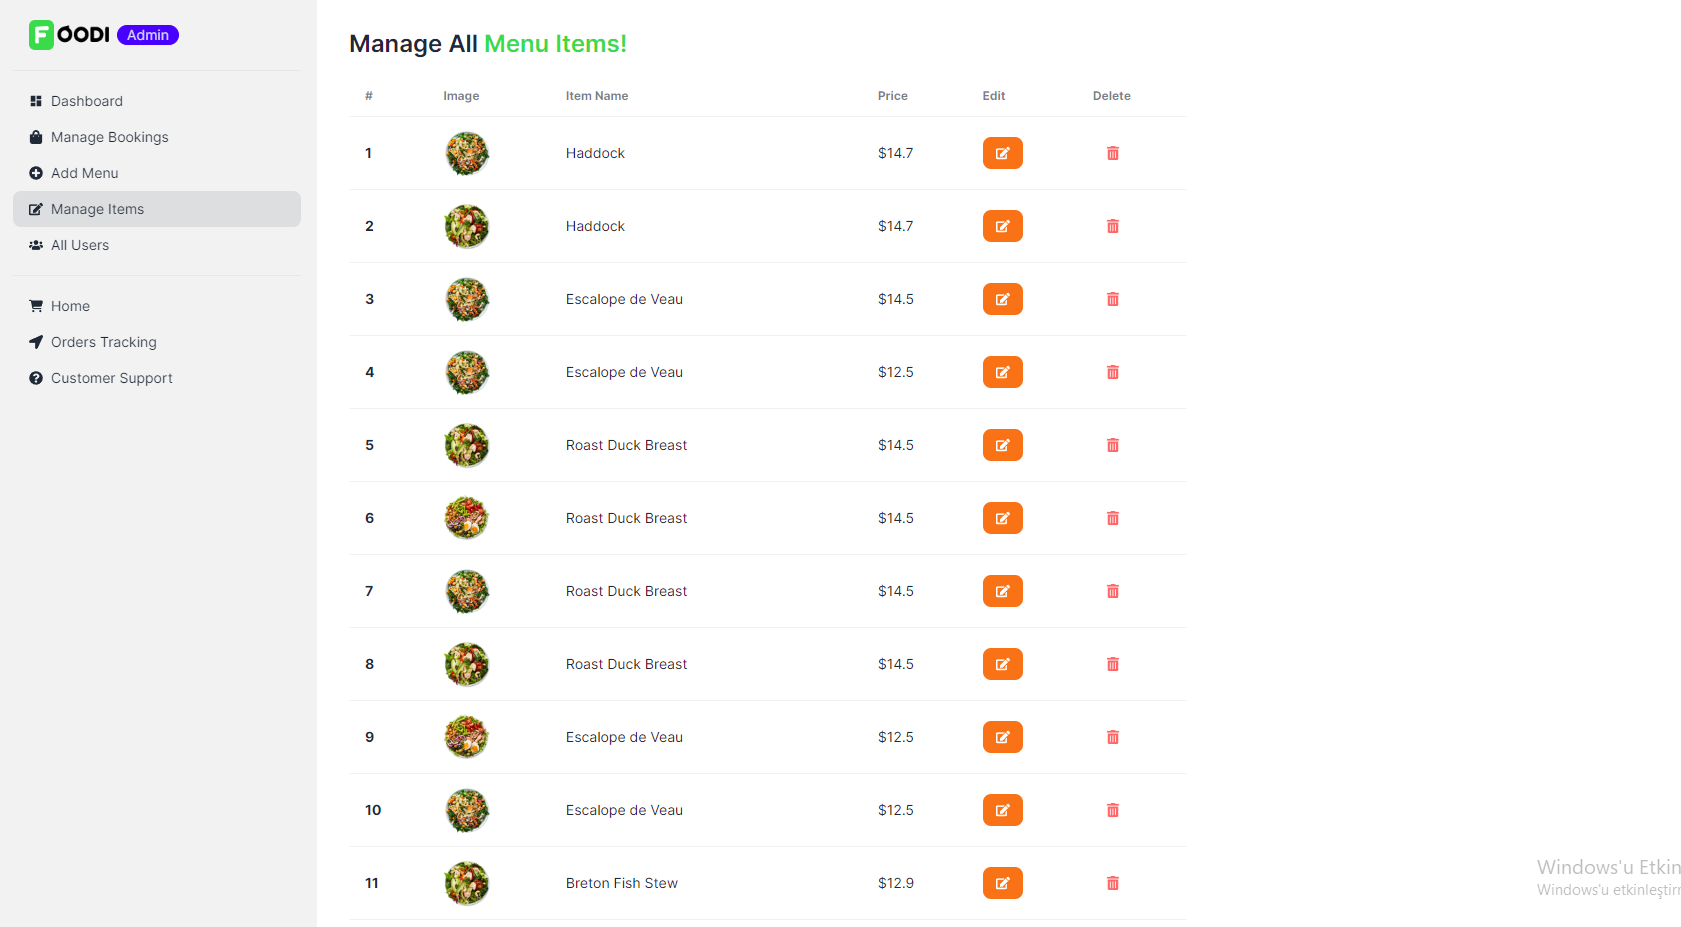 FOODI Admin
Dashboard
Manage Bookings
Add Menu
Manage Items
All Users
Home
Orders Tracking
Customer Support
Manage All Menu Items!
# Image Item Name Price Edit Delete
1 Haddock $14.7
2 Haddock $14.7
3 Escalope de Veau $14.5
4 Escalope de Veau $12.5
5 Roast Duck Breast $14.5
6 Roast Duck Breast $14.5
7 Roast Duck Breast $14.5
8 Roast Duck Breast $14.5
9 Escalope de Veau $12.5
10 Escalope de Veau $12.5
11 Breton Fish Stew $12.9
Windows'u Etkin
Windows'u etkinleştir